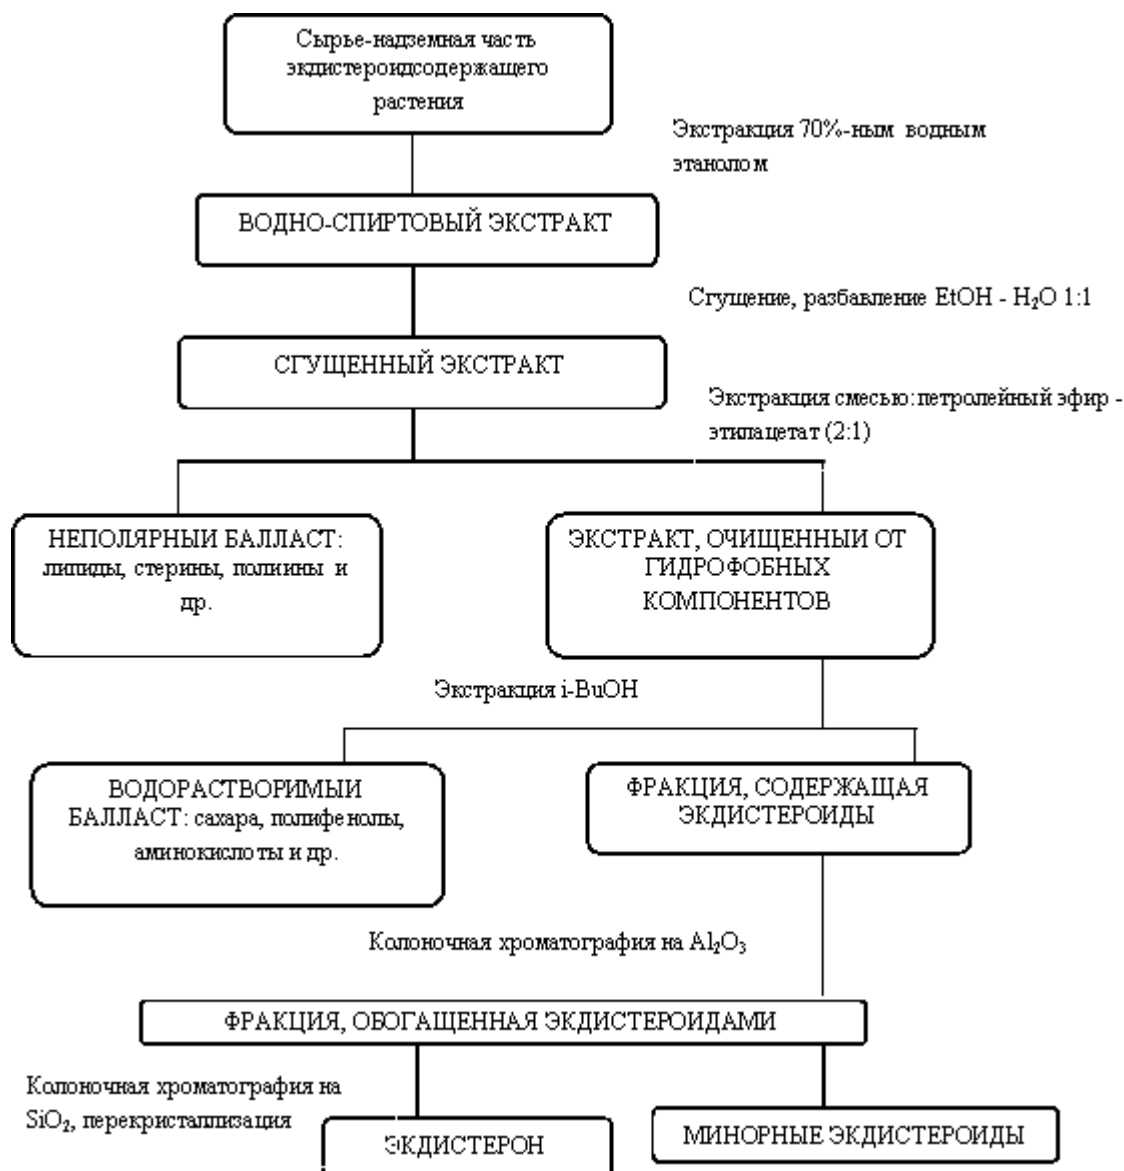 Сырье-надземная часть
экдистероидсодержащего
растения
Экстракция 70%-ным водным
этанолом
ВОДНО-СПИРТОВЫЙ ЭКСТРАКТ
Сгущение, разбавление EtOH - H₂O 1:1
СГУЩЕННЫЙ ЭКСТРАКТ
Экстракция смесью: петролейный эфир -
этилацетат (2:1)
НЕПОЛЯРНЫЙ БАЛЛАСТ:
липиды, стерины, полиины и
др.
ЭКСТРАКТ, ОЧИЩЕННЫЙ ОТ
ГИДРОФОБНЫХ
КОМПОНЕНТОВ
Экстракция i-BuOH
ВОДОРАСТВОРИМЫЙ
БАЛЛАСТ: сахара, полифенолы,
аминокислоты и др.
ФРАКЦИЯ, СОДЕРЖАЩАЯ
ЭКДИСТЕРОИДЫ
Колоночная хроматография на Al₂O₃
ФРАКЦИЯ, ОБОГАЩЕННАЯ ЭКДИСТЕРОИДАМИ
Колоночная хроматография на
SiO₂, перекристаллизация
ЭКДИСТЕРОН
МИНОРНЫЕ ЭКДИСТЕРОИДЫ